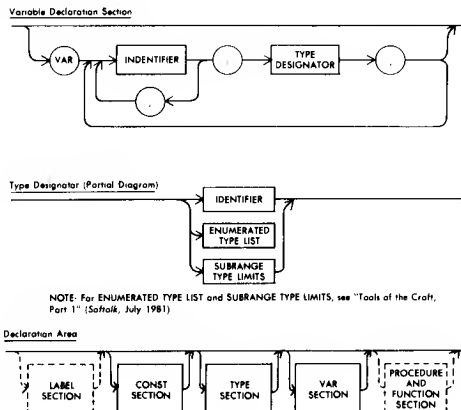 Variable Declaration Section
VAR
INDENTIFIER
TYPE
DESIGNATOR
Type Designator (Partial Diagram)
IDENTIFIER
ENUMERATED
TYPE LIST
SUBRANGE
TYPE LIMITS
NOTE: For ENUMERATED TYPE LIST and SUBRANGE TYPE LIMITS, see "Tools of the Craft,
Part 1" (Softalk, July 1981)
Declaration Area
LABEL
SECTION
CONST
SECTION
TYPE
SECTION
VAR
SECTION
PROCEDURE
AND
FUNCTION
SECTION